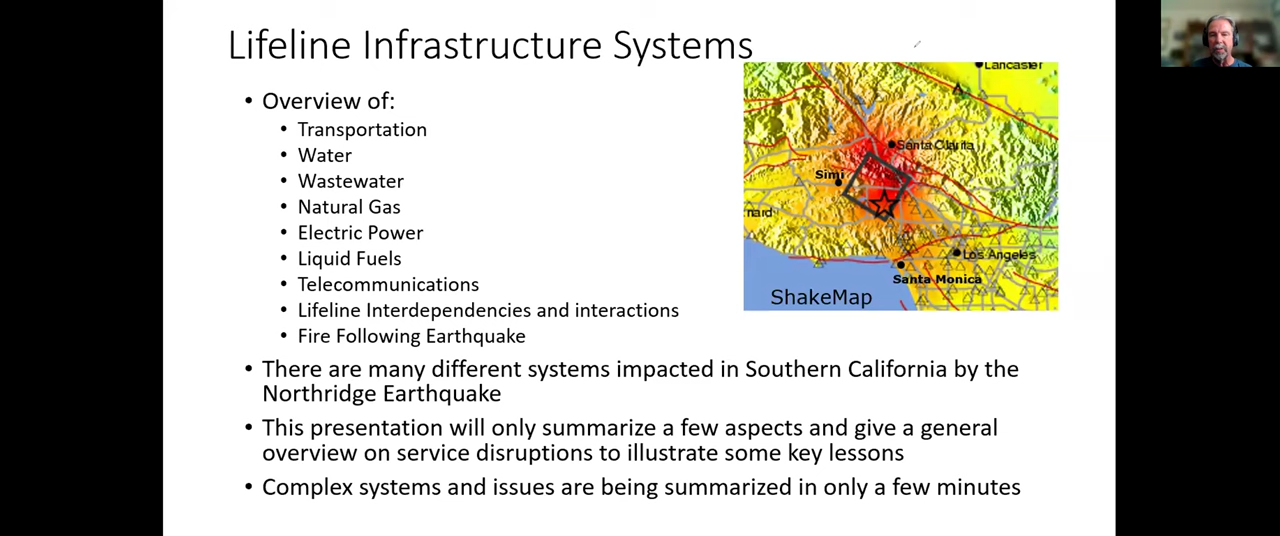 Lifeline Infrastructure Systems
• Overview of:
• Transportation
• Water
• Wastewater
• Natural Gas
• Electric Power
• Liquid Fuels
• Telecommunications
• Lifeline Interdependencies and interactions
• Fire Following Earthquake
• There are many different systems impacted in Southern California by the
Northridge Earthquake
• This presentation will only summarize a few aspects and give a general
overview on service disruptions to illustrate some key lessons
• Complex systems and issues are being summarized in only a few minutes
Lancaster
Santa Clarita
Simi
nard
Los Angeles
Santa Monica
ShakeMap